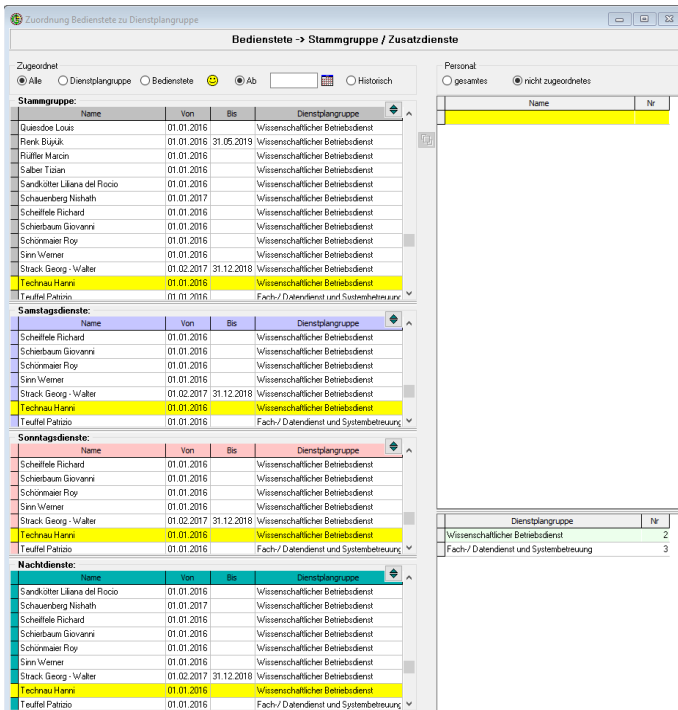 Zuordnung Bedienstete zu Dienstplangruppe
Bedienstete -> Stammgruppe / Zusatzdienste
Zugeordnet
Alle Dienstplangruppe Bedienstete Ab Historisch
Personal:
gesamtes nicht zugeordnetes
Name Nr
Stammgruppe:
Name Von Bis Dienstplangruppe
Quiesdoe Louis 01.01.2016 Wissenschaftlicher Betriebsdienst
Renk Büyük 01.01.2016 31.05.2019 Wissenschaftlicher Betriebsdienst
Rüffler Marcin 01.01.2016 Wissenschaftlicher Betriebsdienst
Salber Tizian 01.01.2016 Wissenschaftlicher Betriebsdienst
Sandkötter Liliana del Rocio 01.01.2016 Wissenschaftlicher Betriebsdienst
Schauenberg Nishath 01.01.2017 Wissenschaftlicher Betriebsdienst
Scheiffele Richard 01.01.2016 Wissenschaftlicher Betriebsdienst
Schierbaum Giovanni 01.01.2016 Wissenschaftlicher Betriebsdienst
Schönmaier Roy 01.01.2016 Wissenschaftlicher Betriebsdienst
Sinn Werner 01.01.2016 Wissenschaftlicher Betriebsdienst
Strack Georg - Walter 01.02.2017 31.12.2018 Wissenschaftlicher Betriebsdienst
Technau Hanni 01.01.2016 Wissenschaftlicher Betriebsdienst
Teuffel Patrizio 01.01.2016 Fach-/ Datendienst und Systembetreuung
Samstagsdienste:
Name Von Bis Dienstplangruppe
Scheiffele Richard 01.01.2016 Wissenschaftlicher Betriebsdienst
Schierbaum Giovanni 01.01.2016 Wissenschaftlicher Betriebsdienst
Schönmaier Roy 01.01.2016 Wissenschaftlicher Betriebsdienst
Sinn Werner 01.01.2016 Wissenschaftlicher Betriebsdienst
Strack Georg - Walter 01.02.2017 31.12.2018 Wissenschaftlicher Betriebsdienst
Technau Hanni 01.01.2016 Wissenschaftlicher Betriebsdienst
Teuffel Patrizio 01.01.2016 Fach-/ Datendienst und Systembetreuung
Sonntagsdienste:
Name Von Bis Dienstplangruppe
Scheiffele Richard 01.01.2016 Wissenschaftlicher Betriebsdienst
Schierbaum Giovanni 01.01.2016 Wissenschaftlicher Betriebsdienst
Schönmaier Roy 01.01.2016 Wissenschaftlicher Betriebsdienst
Sinn Werner 01.01.2016 Wissenschaftlicher Betriebsdienst
Strack Georg - Walter 01.02.2017 31.12.2018 Wissenschaftlicher Betriebsdienst
Technau Hanni 01.01.2016 Wissenschaftlicher Betriebsdienst
Teuffel Patrizio 01.01.2016 Fach-/ Datendienst und Systembetreuung
Dienstplangruppe Nr
Wissenschaftlicher Betriebsdienst 2
Fach-/ Datendienst und Systembetreuung 3
Nachtdienste:
Name Von Bis Dienstplangruppe
Sandkötter Liliana del Rocio 01.01.2016 Wissenschaftlicher Betriebsdienst
Schauenberg Nishath 01.01.2017 Wissenschaftlicher Betriebsdienst
Scheiffele Richard 01.01.2016 Wissenschaftlicher Betriebsdienst
Schierbaum Giovanni 01.01.2016 Wissenschaftlicher Betriebsdienst
Schönmaier Roy 01.01.2016 Wissenschaftlicher Betriebsdienst
Sinn Werner 01.01.2016 Wissenschaftlicher Betriebsdienst
Strack Georg - Walter 01.02.2017 31.12.2018 Wissenschaftlicher Betriebsdienst
Technau Hanni 01.01.2016 Wissenschaftlicher Betriebsdienst
Teuffel Patrizio 01.01.2016 Fach-/ Datendienst und Systembetreuung